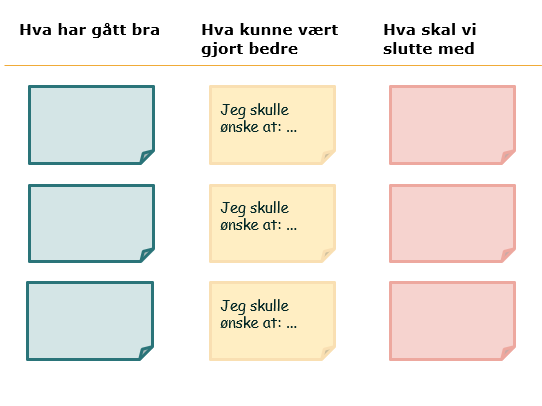 Hva har gått bra
Hva kunne vært
gjort bedre
Hva skal vi
slutte med
Jeg skulle
ønske at: ...
Jeg skulle
ønske at: ...
Jeg skulle
ønske at: ...